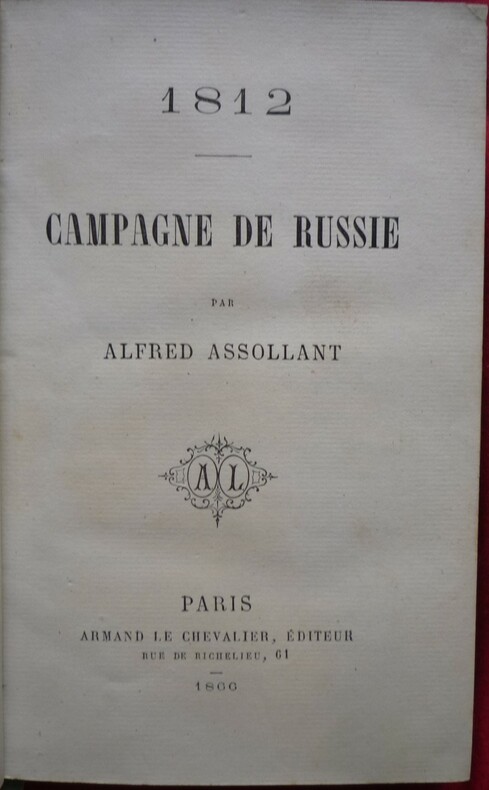 1812
CAMPAGNE DE RUSSIE
PAR
ALFRED ASSOLLANT
AL
PARIS
ARMAND LE CHEVALIER, ÉDITEUR
RUE DE RICHELIEU, 61
1866